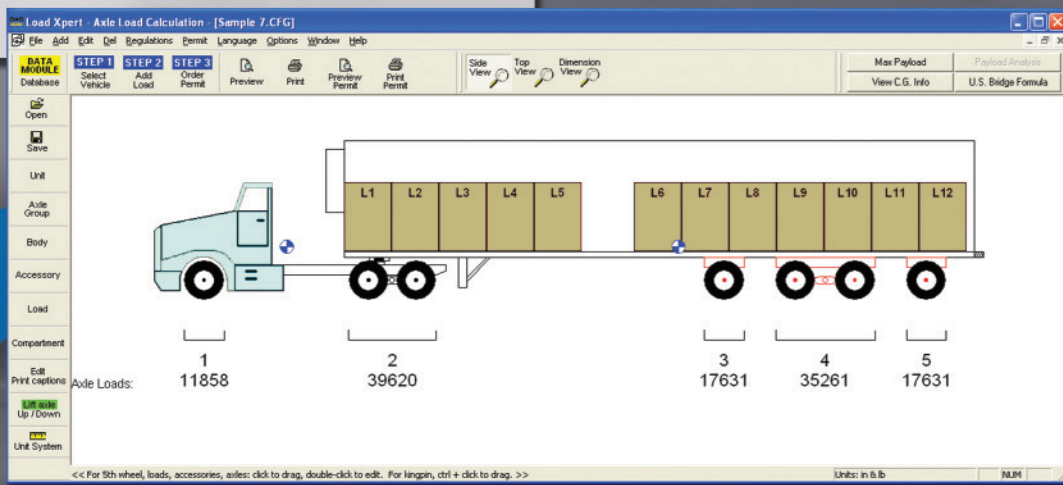 Load Xpert - Axle Load Calculation - [Sample 7.CFG]
File Add Edit Del Regulations Permit Language Options Window Help
DATA MODULE Database
STEP 1 Select Vehicle
STEP 2 Add Load
STEP 3 Order Permit
Preview
Print
Preview Permit
Print Permit
Side View
Top View
Dimension View
Max Payload
Payload Analysis
View C.G. Info
U.S. Bridge Formula
Open
Save
Unit
Axle Group
Body
Accessory
Load
Compartment
Edit Print captions
Lift axle Up / Down
Unit System
L1 L2 L3 L4 L5 L6 L7 L8 L9 L10 L11 L12
1 2 3 4 5
Axle Loads: 11858 39620 17631 35261 17631
<< For 5th wheel, loads, accessories, axles: click to drag, double-click to edit. For kingpin, ctrl + click to drag. >>
Units: in & lb
NUM